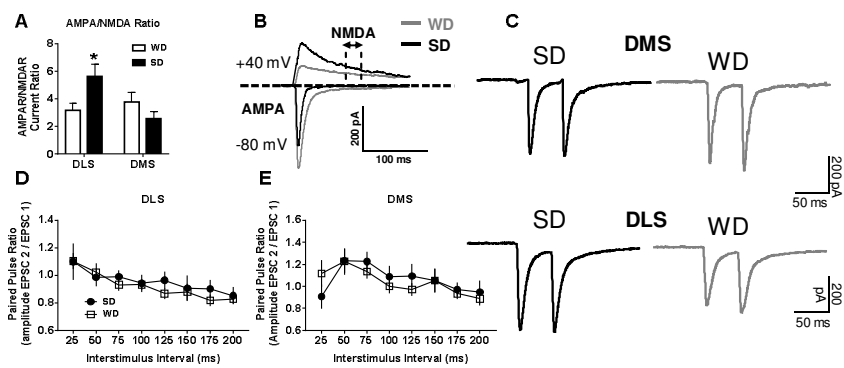 A
AMPA/NMDA Ratio
AMPAR/NMDAR
Current Ratio
8
6
4
2
0
*
WD
SD
DLS
DMS
B
NMDA
WD
SD
+40 mV
AMPA
-80 mV
200 pA
100 ms
C
SD
DMS
WD
200 pA
50 ms
SD
DLS
WD
200
pA
50 ms
D
DLS
Paired Pulse Ratio
(amplitude EPSC 2 / EPSC 1)
1.4
1.2
1.0
0.8
0.6
SD
WD
25 50 75 100 125 150 175 200
Interstimulus Interval (ms)
E
DMS
Paired Pulse Ratio
(Amplitude EPSC 2 / EPSC 1)
1.6
1.4
1.2
1.0
0.8
0.6
25 50 75 100 125 150 175 200
Interstimulus Interval (ms)